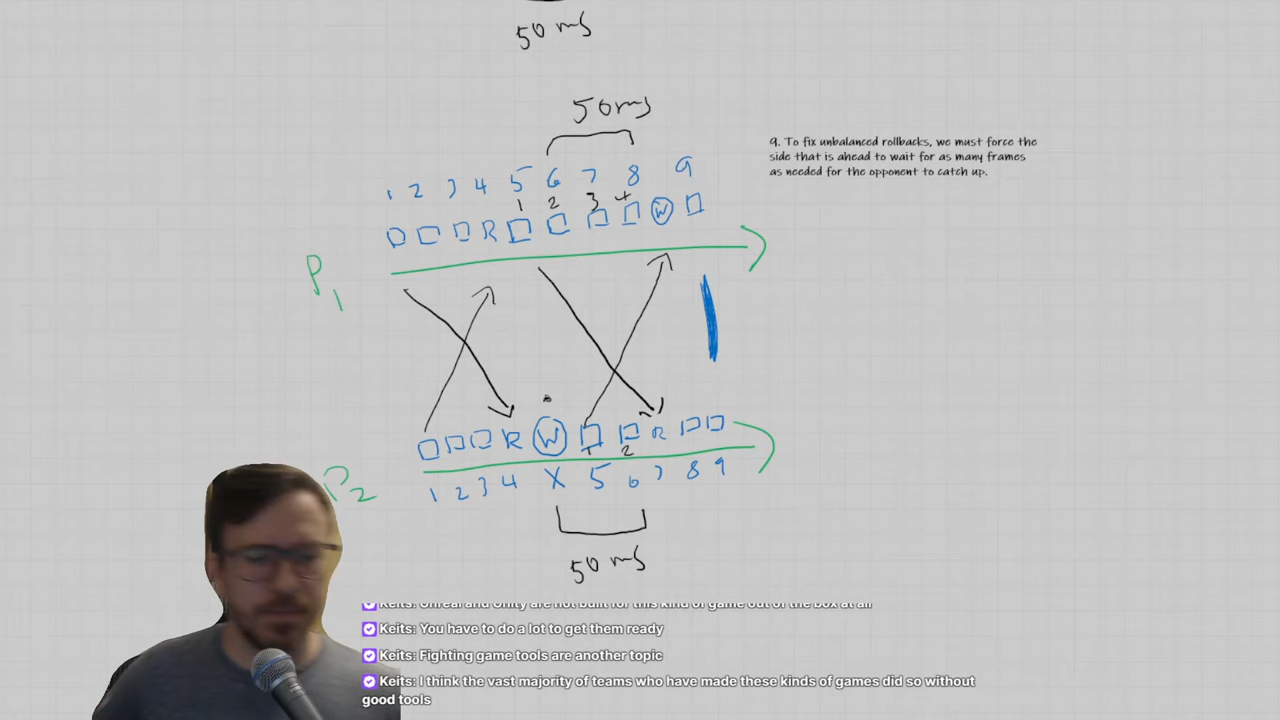 50 ms
50ms
9. To fix unbalanced rollbacks, we must force the
side that is ahead to wait for as many frames
as needed for the opponent to catch up.
1 2 3 4 5 6 7 8 9
1 2 3 4
R W
P1
R W R
1 2
P2
1 2 3 4 X 5 6 7 8 9
50 ms
Keits: Unreal and Unity are not built for this kind of game out of the box at all
Keits: You have to do a lot to get them ready
Keits: Fighting game tools are another topic
Keits: I think the vast majority of teams who have made these kinds of games did so without
good tools